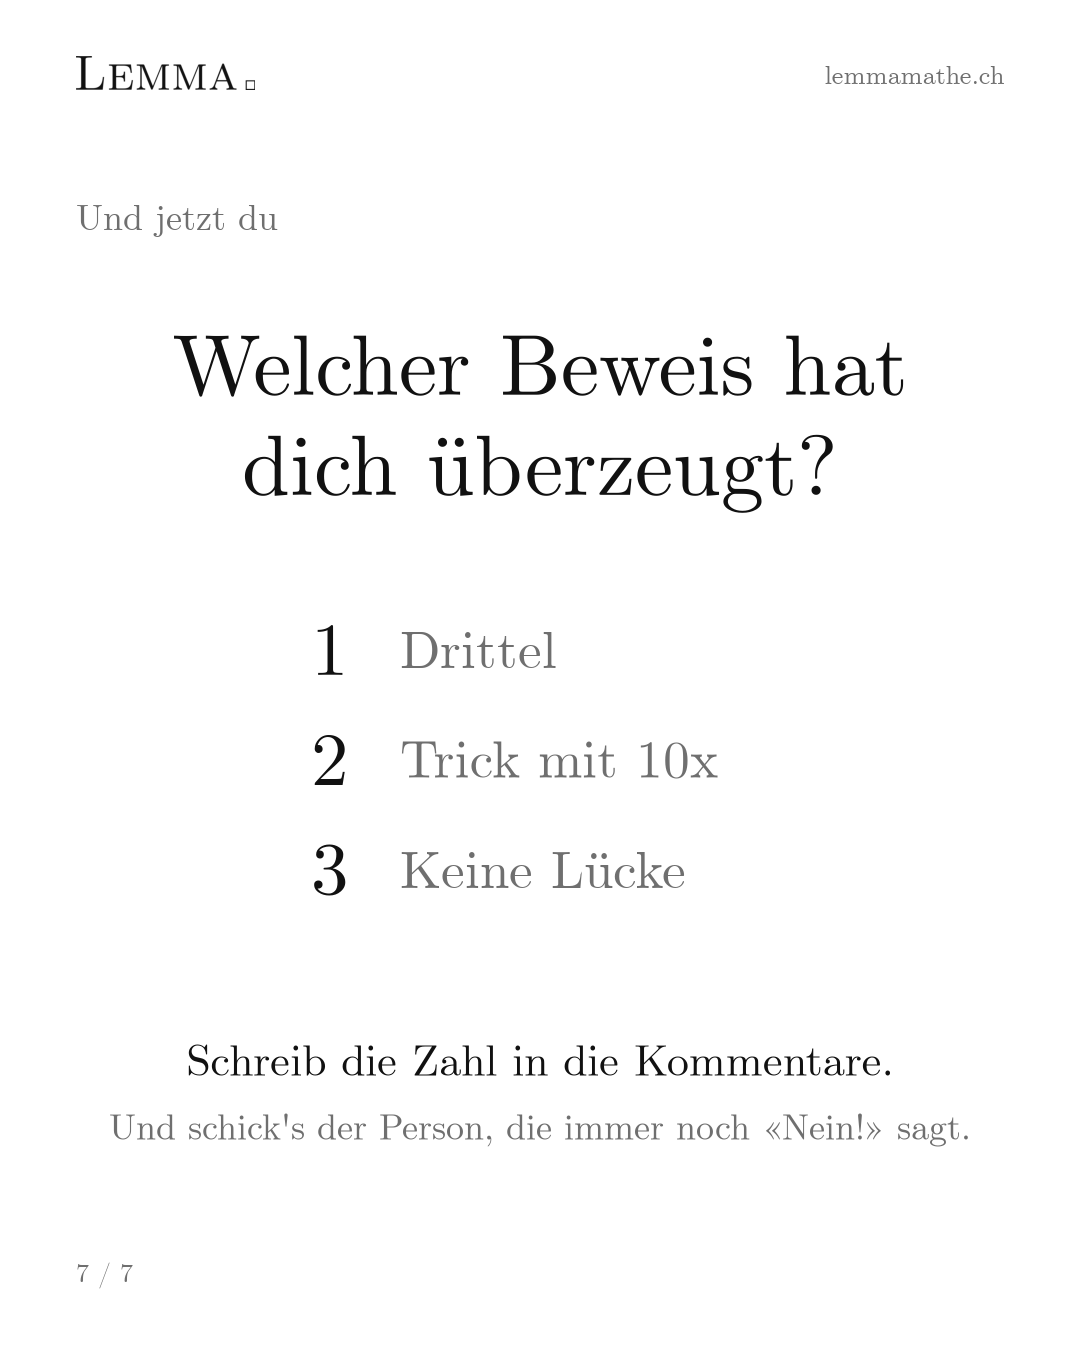 LEMMA□
lemmamathe.ch
Und jetzt du
Welcher Beweis hat
dich überzeugt?
1 Drittel
2 Trick mit 10x
3 Keine Lücke
Schreib die Zahl in die Kommentare.
Und schick's der Person, die immer noch «Nein!» sagt.
7 / 7